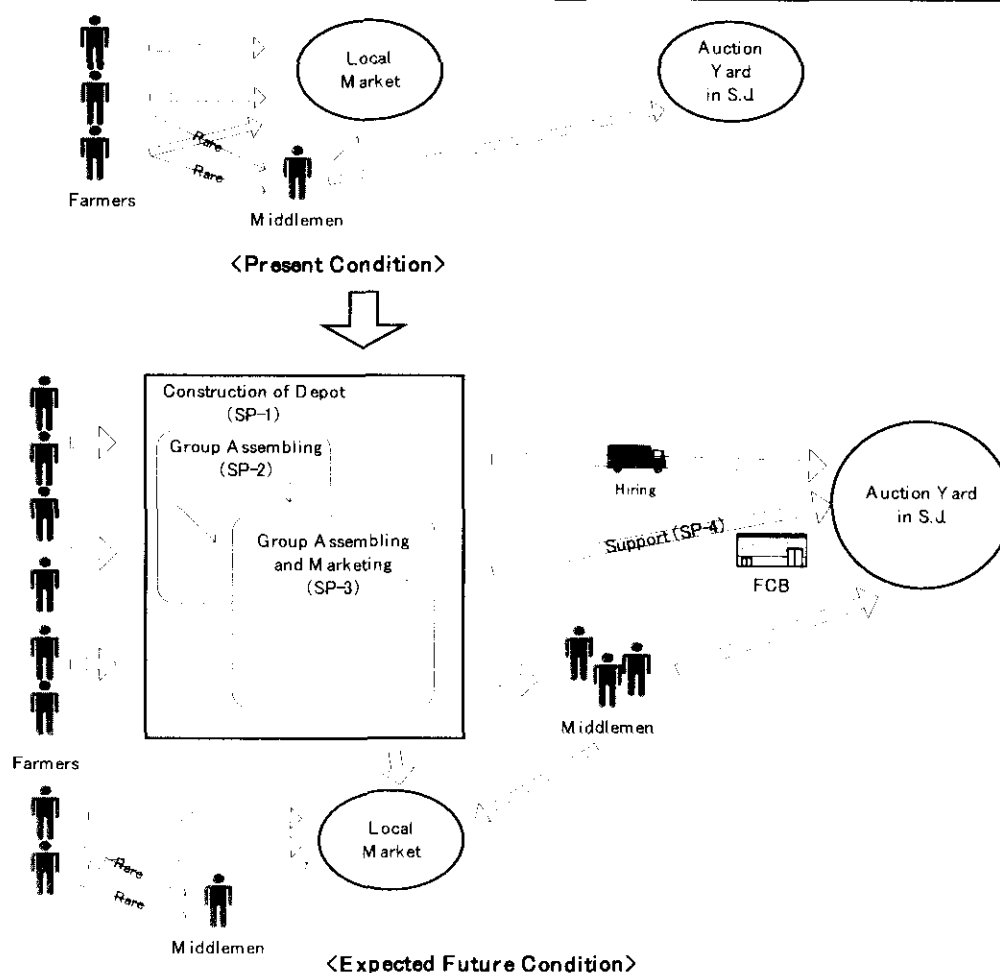 Local
Market
Auction
Yard
in S.J.
Rare
Rare
Farmers
Middlemen
<Present Condition>
Construction of Depot
(SP-1)
Group Assembling
(SP-2)
Group Assembling
and Marketing
(SP-3)
Hiring
Support (SP-4)
FCB
Auction Yard
in S.J.
Middlemen
Farmers
Local
Market
Rare
Rare
Middlemen
<Expected Future Condition>